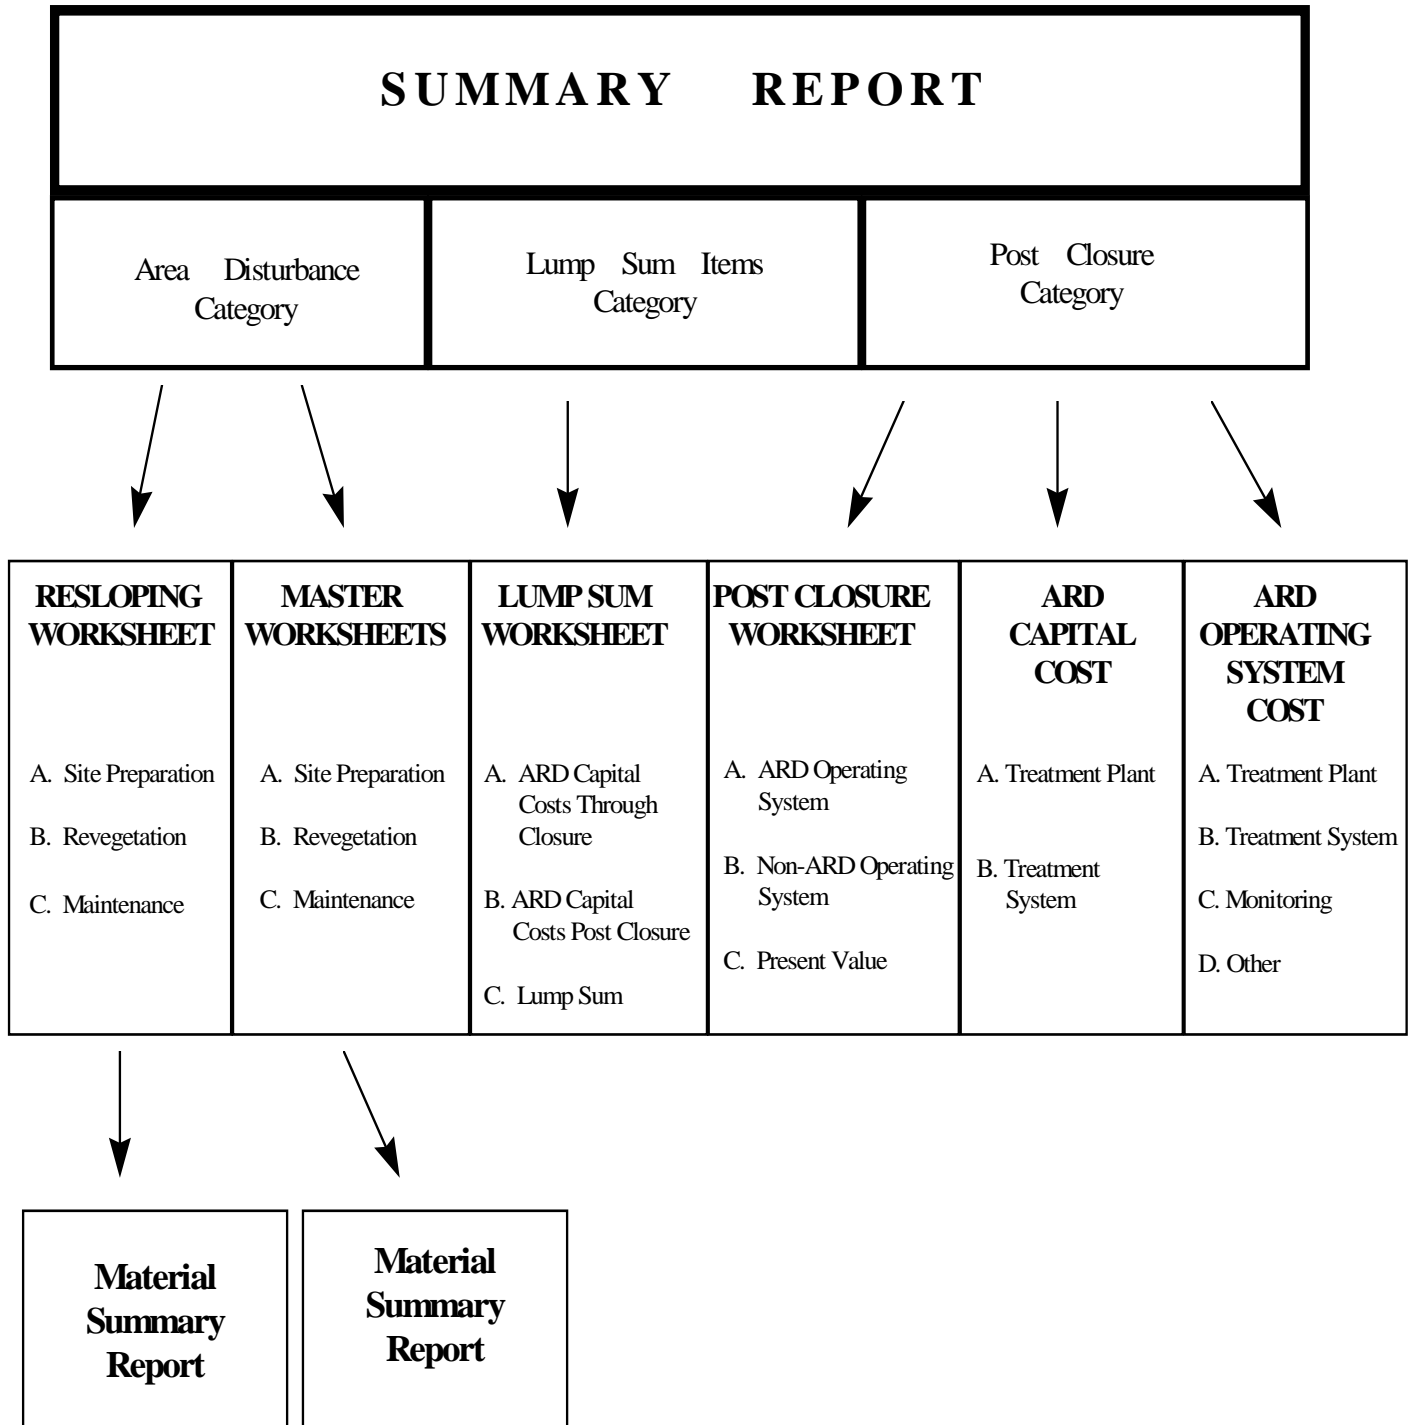 SUMMARY REPORT
Area Disturbance
Category
Lump Sum Items
Category
Post Closure
Category
RESLOPING
WORKSHEET
A. Site Preparation
B. Revegetation
C. Maintenance
MASTER
WORKSHEETS
A. Site Preparation
B. Revegetation
C. Maintenance
LUMP SUM
WORKSHEET
A. ARD Capital
Costs Through
Closure
B. ARD Capital
Costs Post Closure
C. Lump Sum
POST CLOSURE
WORKSHEET
A. ARD Operating
System
B. Non-ARD Operating
System
C. Present Value
ARD
CAPITAL
COST
A. Treatment Plant
B. Treatment
System
ARD
OPERATING
SYSTEM
COST
A. Treatment Plant
B. Treatment System
C. Monitoring
D. Other
Material
Summary
Report
Material
Summary
Report